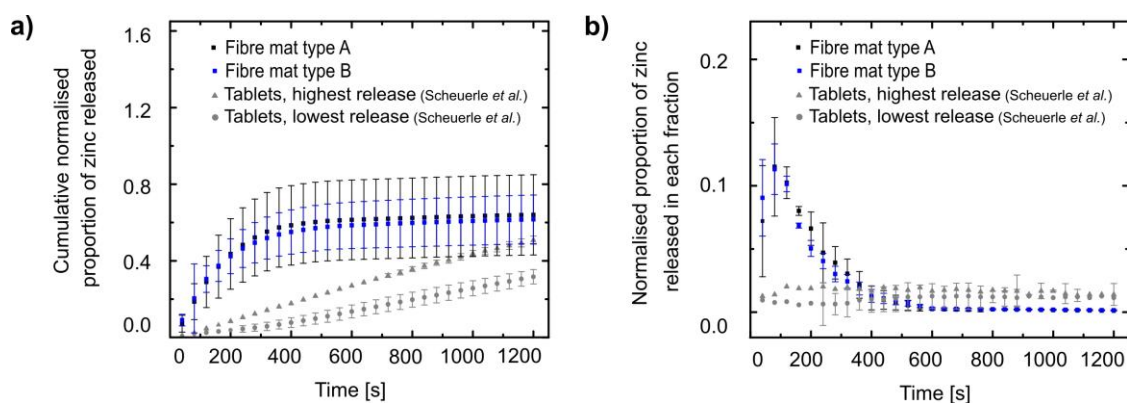 a)
Cumulative normalised
proportion of zinc released
1.6
1.2
0.8
0.4
0.0
Fibre mat type A
Fibre mat type B
Tablets, highest release (Scheuerle et al.)
Tablets, lowest release (Scheuerle et al.)
0 200 400 600 800 1000 1200
Time [s]
b)
Normalised proportion of zinc
released in each fraction
0.2
0.1
0.0
Fibre mat type A
Fibre mat type B
Tablets, highest release (Scheuerle et al.)
Tablets, lowest release (Scheuerle et al.)
0 200 400 600 800 1000 1200
Time [s]